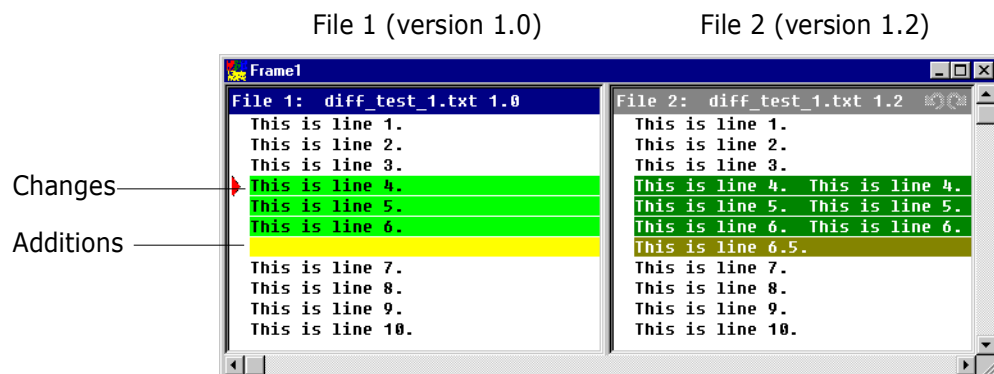 File 1 (version 1.0)
File 2 (version 1.2)
Frame1
File 1:  diff_test_1.txt 1.0
This is line 1.
This is line 2.
This is line 3.
This is line 4.
This is line 5.
This is line 6.
This is line 7.
This is line 8.
This is line 9.
This is line 10.
File 2:  diff_test_1.txt 1.2
This is line 1.
This is line 2.
This is line 3.
This is line 4.  This is line 4.
This is line 5.  This is line 5.
This is line 6.  This is line 6.
This is line 6.5.
This is line 7.
This is line 8.
This is line 9.
This is line 10.
Changes
Additions